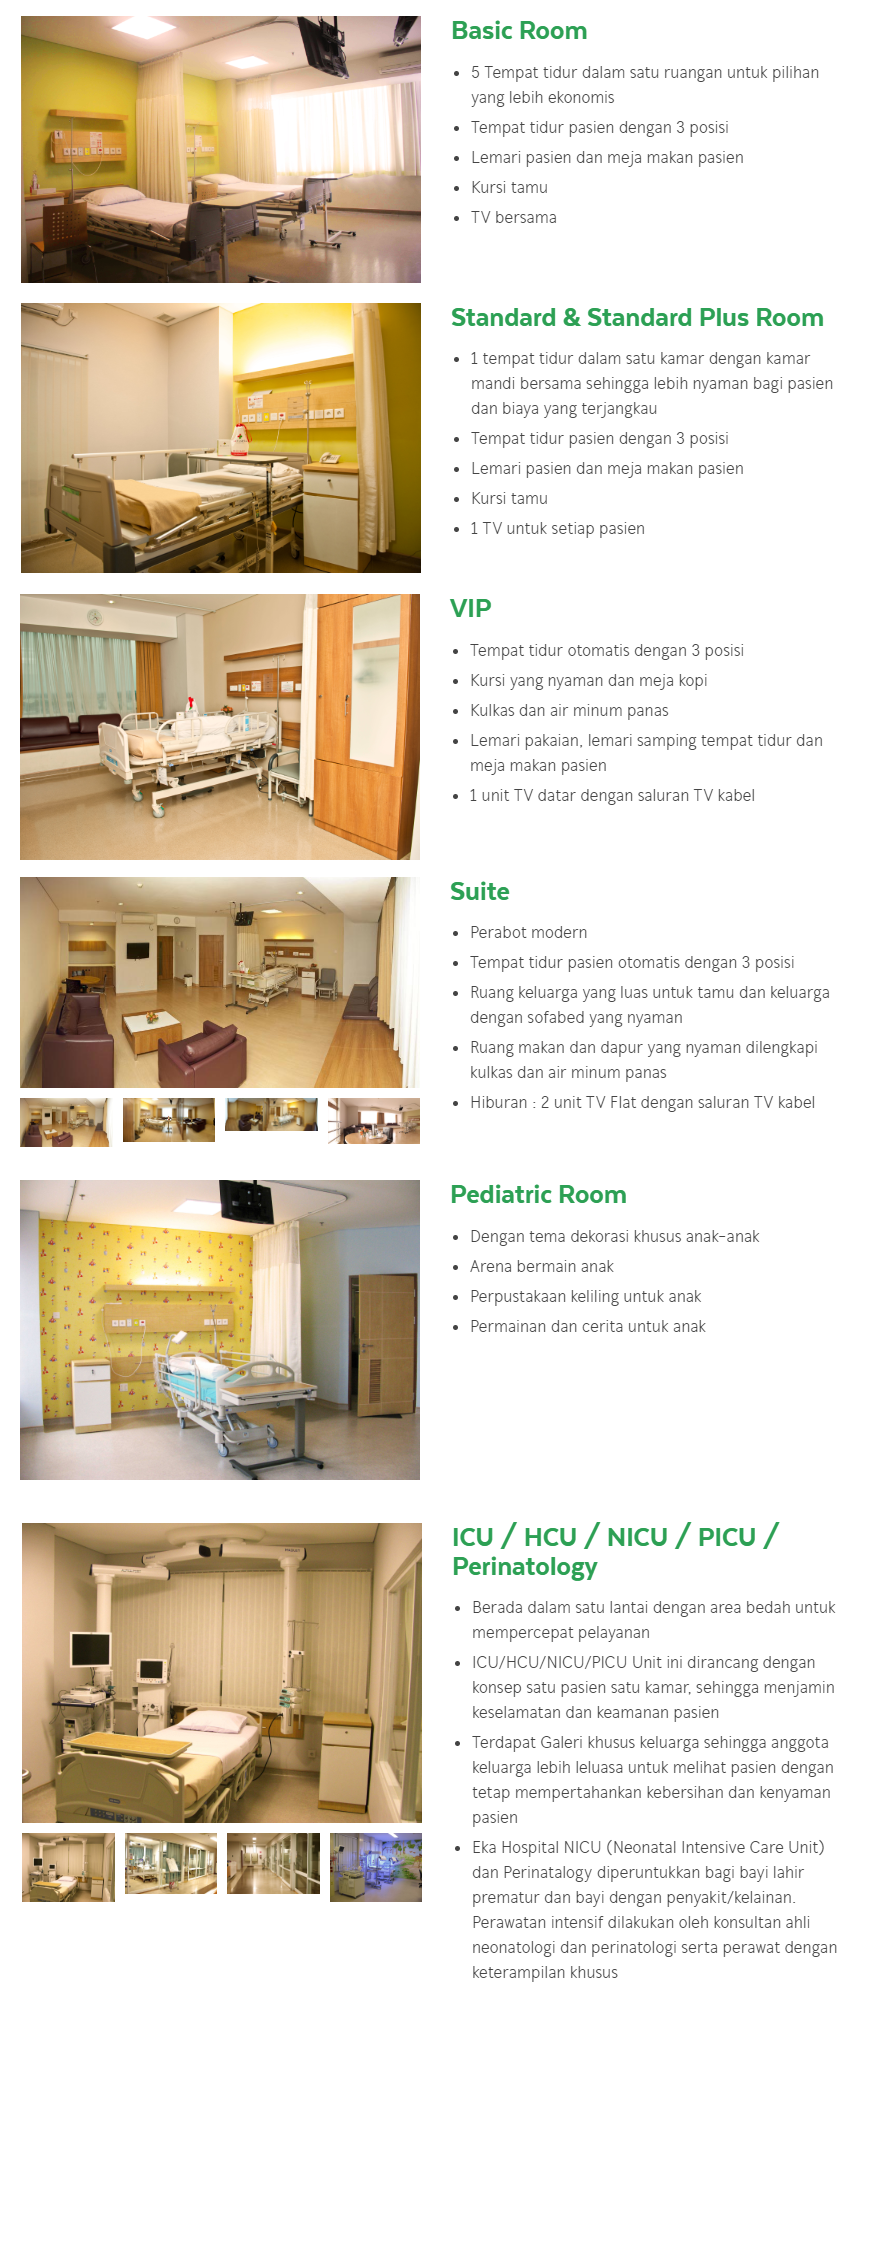 Basic Room
• 5 Tempat tidur dalam satu ruangan untuk pilihan
yang lebih ekonomis
• Tempat tidur pasien dengan 3 posisi
• Lemari pasien dan meja makan pasien
• Kursi tamu
• TV bersama
Standard & Standard Plus Room
• 1 tempat tidur dalam satu kamar dengan kamar
mandi bersama sehingga lebih nyaman bagi pasien
dan biaya yang terjangkau
• Tempat tidur pasien dengan 3 posisi
• Lemari pasien dan meja makan pasien
• Kursi tamu
• 1 TV untuk setiap pasien
VIP
• Tempat tidur otomatis dengan 3 posisi
• Kursi yang nyaman dan meja kopi
• Kulkas dan air minum panas
• Lemari pakaian, lemari samping tempat tidur dan
meja makan pasien
• 1 unit TV datar dengan saluran TV kabel
Suite
• Perabot modern
• Tempat tidur pasien otomatis dengan 3 posisi
• Ruang keluarga yang luas untuk tamu dan keluarga
dengan sofabed yang nyaman
• Ruang makan dan dapur yang nyaman dilengkapi
kulkas dan air minum panas
• Hiburan : 2 unit TV Flat dengan saluran TV kabel
Pediatric Room
• Dengan tema dekorasi khusus anak-anak
• Arena bermain anak
• Perpustakaan keliling untuk anak
• Permainan dan cerita untuk anak
ICU / HCU / NICU / PICU /
Perinatology
• Berada dalam satu lantai dengan area bedah untuk
mempercepat pelayanan
• ICU/HCU/NICU/PICU Unit ini dirancang dengan
konsep satu pasien satu kamar, sehingga menjamin
keselamatan dan keamanan pasien
• Terdapat Galeri khusus keluarga sehingga anggota
keluarga lebih leluasa untuk melihat pasien dengan
tetap mempertahankan kebersihan dan kenyaman
pasien
• Eka Hospital NICU (Neonatal Intensive Care Unit)
dan Perinatalogy diperuntukkan bagi bayi lahir
prematur dan bayi dengan penyakit/kelainan.
Perawatan intensif dilakukan oleh konsultan ahli
neonatologi dan perinatologi serta perawat dengan
keterampilan khusus